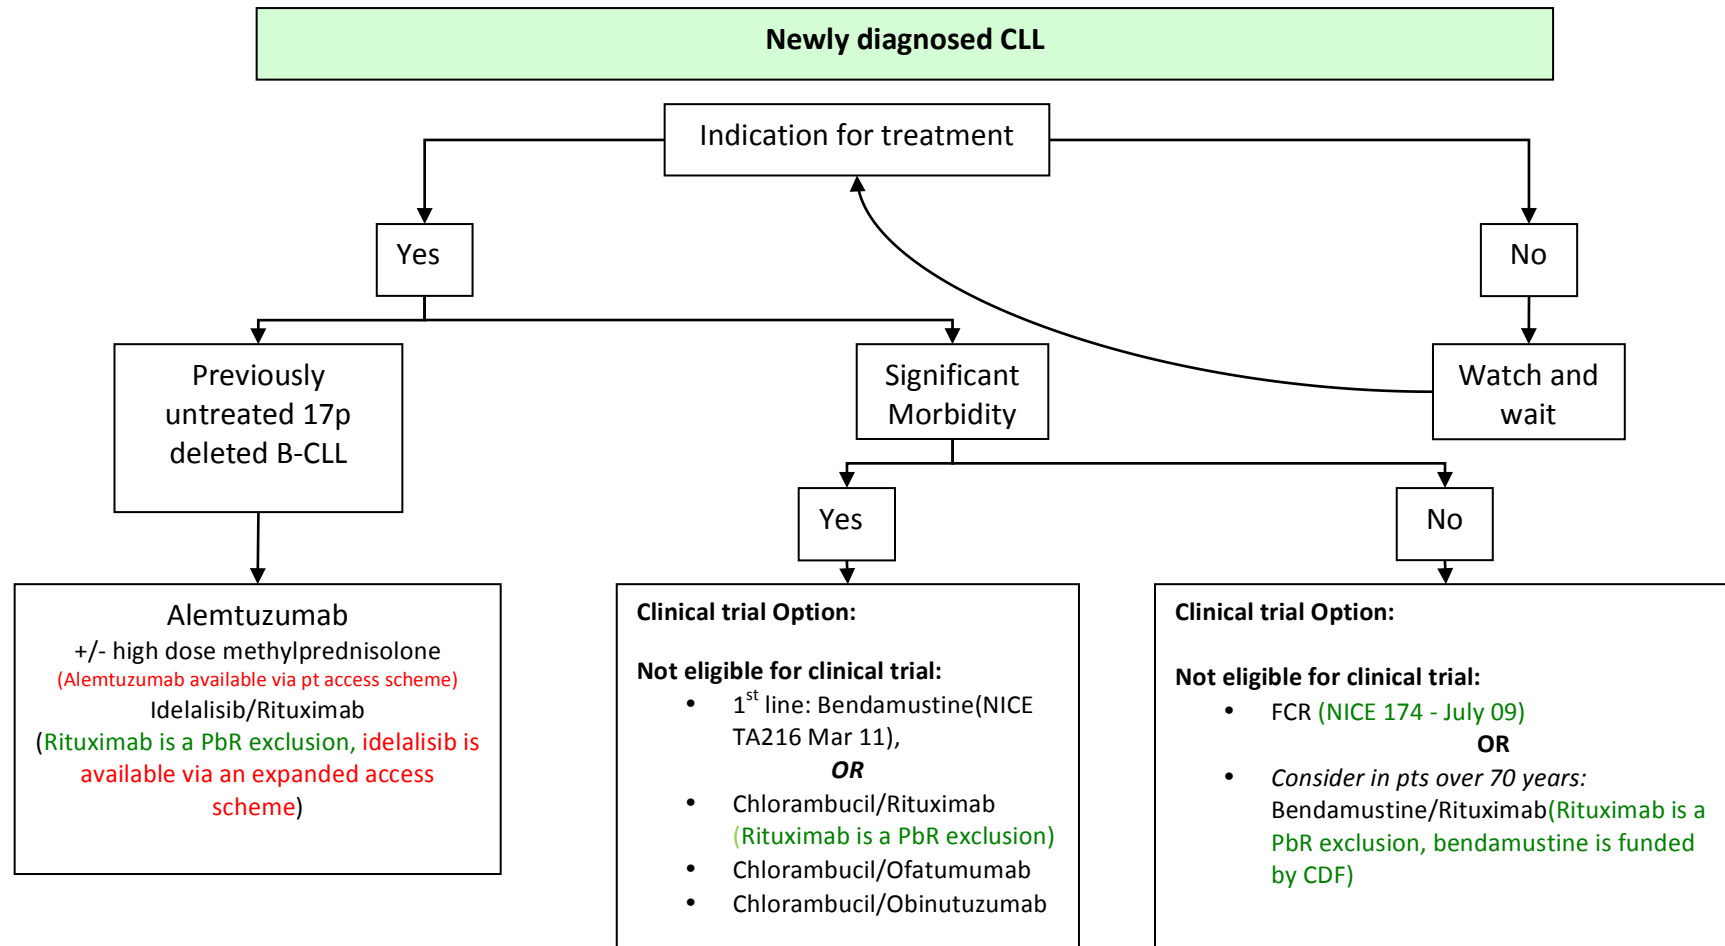 Newly diagnosed CLL
Indication for treatment
Yes
No
Previously
untreated 17p
deleted B-CLL
Significant
Morbidity
Watch and
wait
Yes
No
Alemtuzumab
+/- high dose methylprednisolone
(Alemtuzumab available via pt access scheme)
Idelalisib/Rituximab
(Rituximab is a PbR exclusion, idelalisib is
available via an expanded access
scheme)
Clinical trial Option:
Not eligible for clinical trial:
• 1st line: Bendamustine(NICE
TA216 Mar 11),
OR
• Chlorambucil/Rituximab
(Rituximab is a PbR exclusion)
• Chlorambucil/Ofatumumab
• Chlorambucil/Obinutuzumab
Clinical trial Option:
Not eligible for clinical trial:
• FCR (NICE 174 - July 09)
OR
• Consider in pts over 70 years:
Bendamustine/Rituximab(Rituximab is a
PbR exclusion, bendamustine is funded
by CDF)